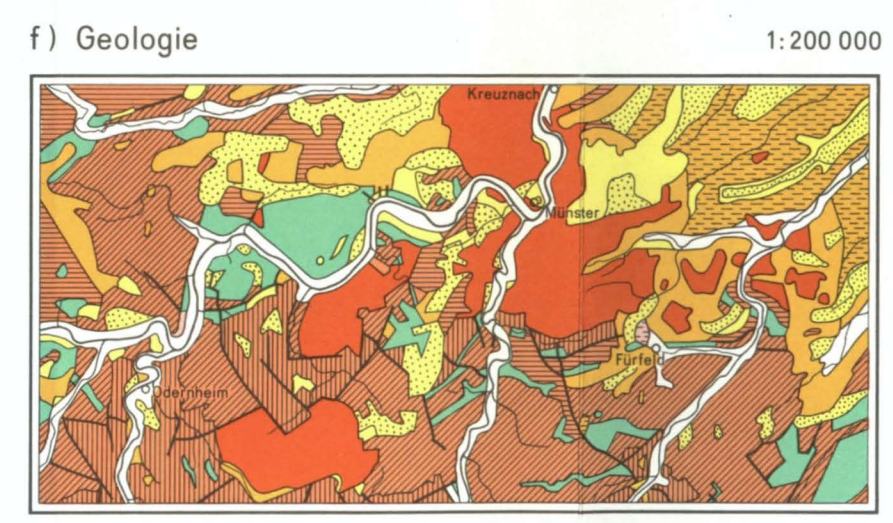 f) Geologie
1:200 000
Kreuznach
Münster
Fürfeld
Odernheim